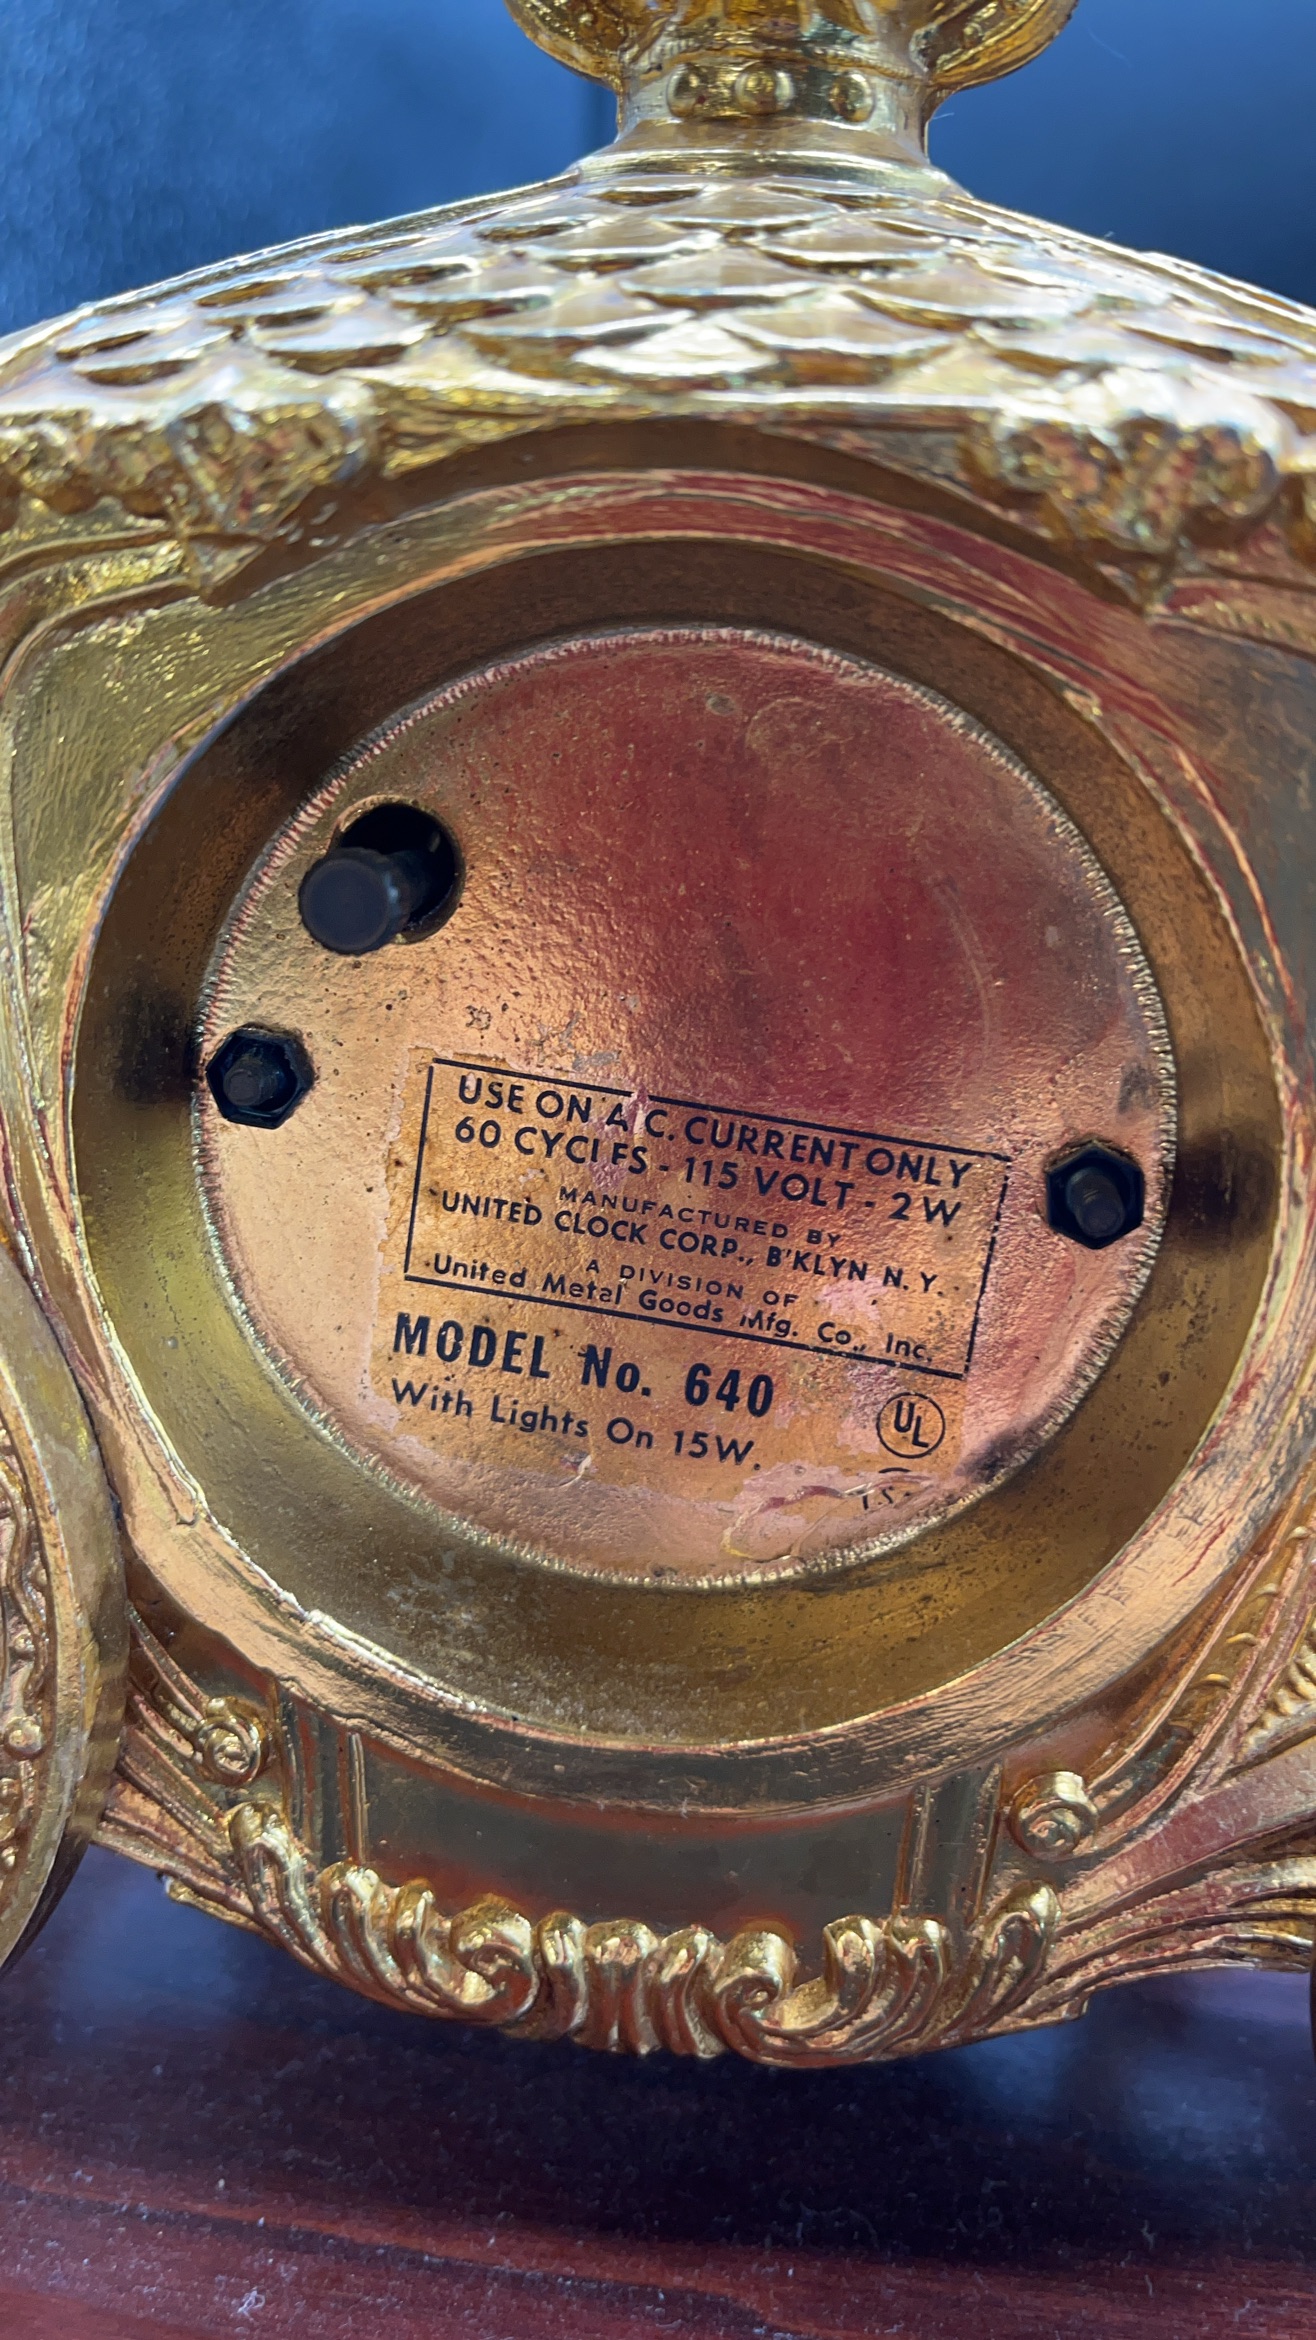 USE ON A.C. CURRENT ONLY
60 CYCLES - 115 VOLT - 2W
MANUFACTURED BY
UNITED CLOCK CORP., B'KLYN N.Y.
A DIVISION OF
United Metal Goods Mfg. Co., Inc.
MODEL No. 640
With Lights On 15W.
UL